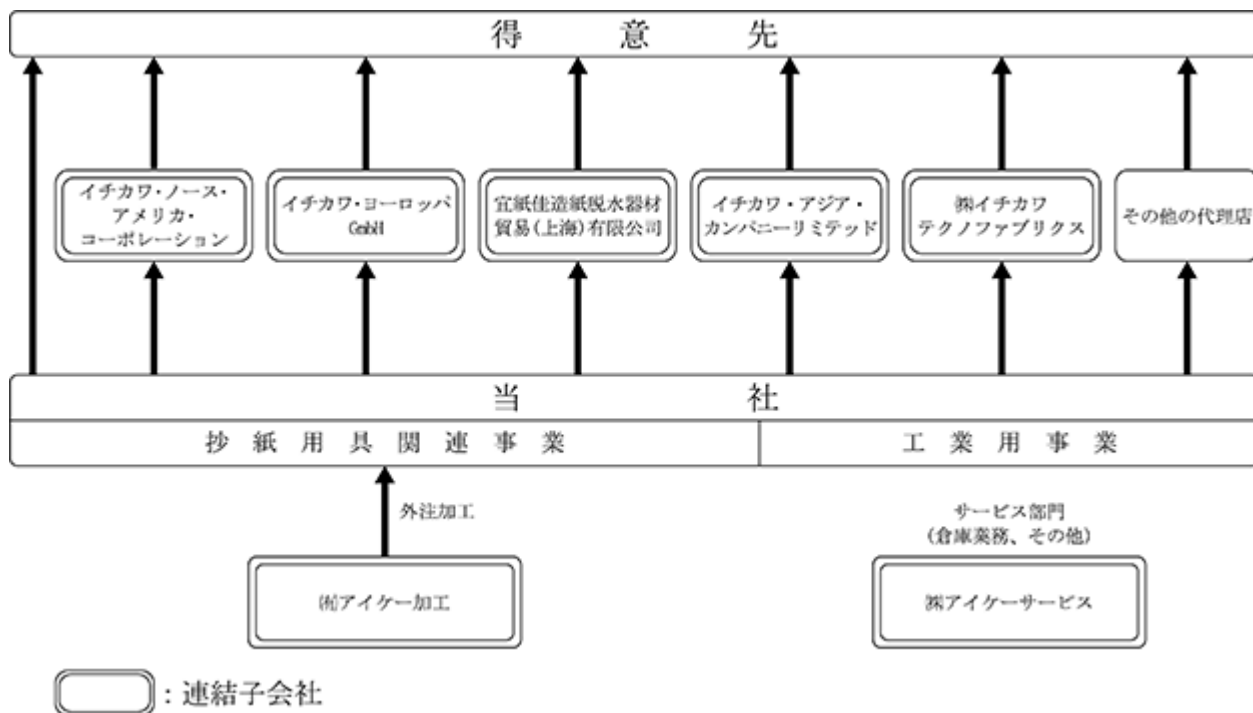 得意先
イチカワ・ノース・
アメリカ・
コーポレーション
イチカワ・ヨーロッパ
GmbH
宜紙佳造紙脱水器材
貿易(上海)有限公司
イチカワ・アジア・
カンパニーリミテッド
㈱イチカワ
テクノファブリクス
その他の代理店
当社
抄紙用具関連事業
工業用事業
外注加工
サービス部門
(倉庫業務、その他)
㈲アイケー加工
㈱アイケーサービス
：連結子会社